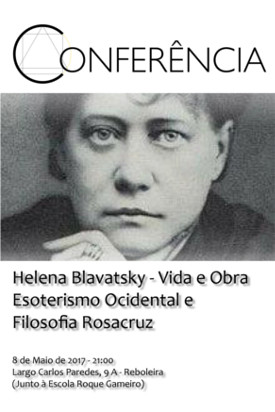 CONFERÊNCIA
Helena Blavatsky - Vida e Obra
Esoterismo Ocidental e
Filosofia Rosacruz
8 de Maio de 2017 - 21:00
Largo Carlos Paredes, 9 A - Reboleira
(Junto à Escola Roque Gameiro)